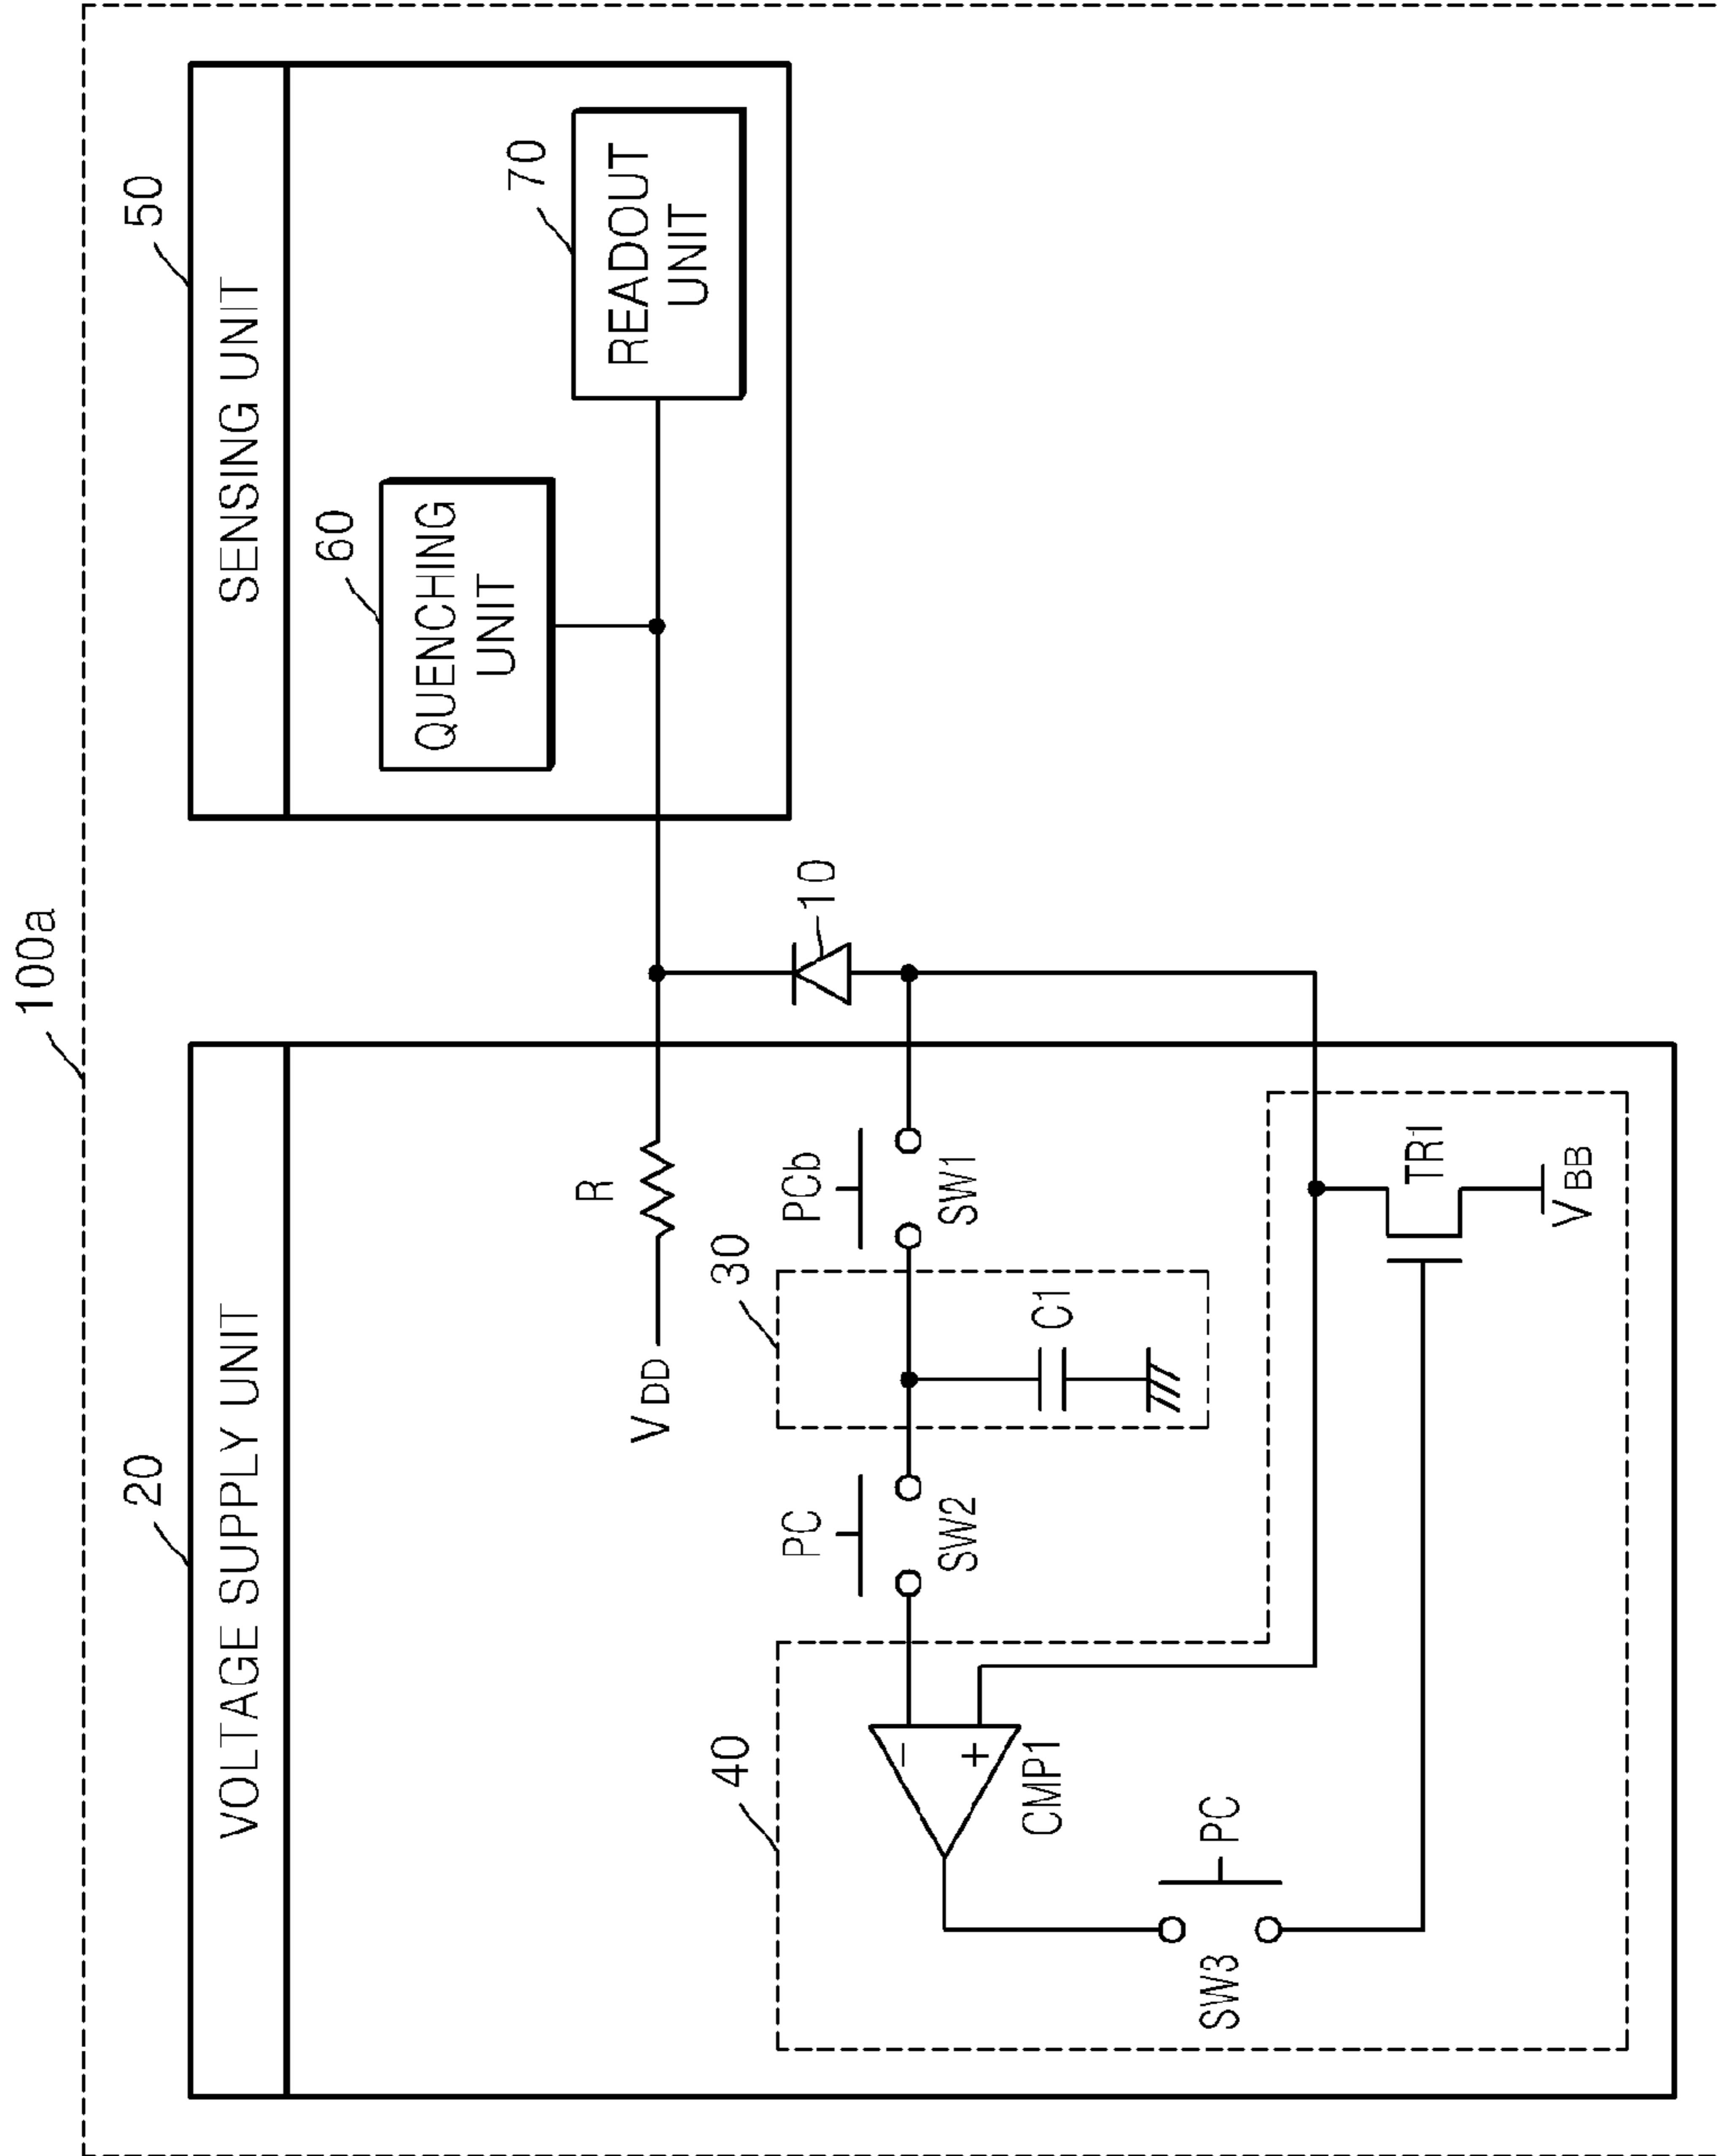 100a
20
VOLTAGE SUPPLY UNIT
50
SENSING UNIT
60
QUENCHING
UNIT
70
READOUT
UNIT
R
VDD
10
30
PC
PCb
SW2
C1
SW1
40
CMP1
PC
SW3
TR1
VBB